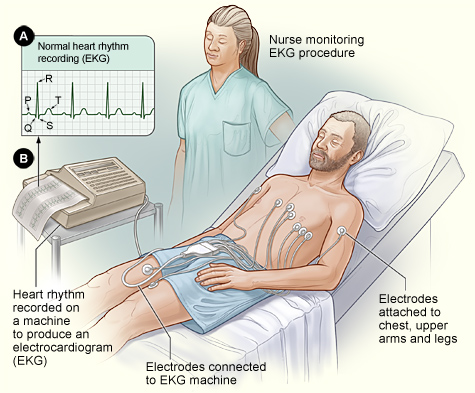 A
Normal heart rhythm
recording (EKG)
R
P
T
Q
S
Nurse monitoring
EKG procedure
B
Heart rhythm
recorded on
a machine
to produce an
electrocardiogram
(EKG)
Electrodes connected
to EKG machine
Electrodes
attached to
chest, upper
arms and legs